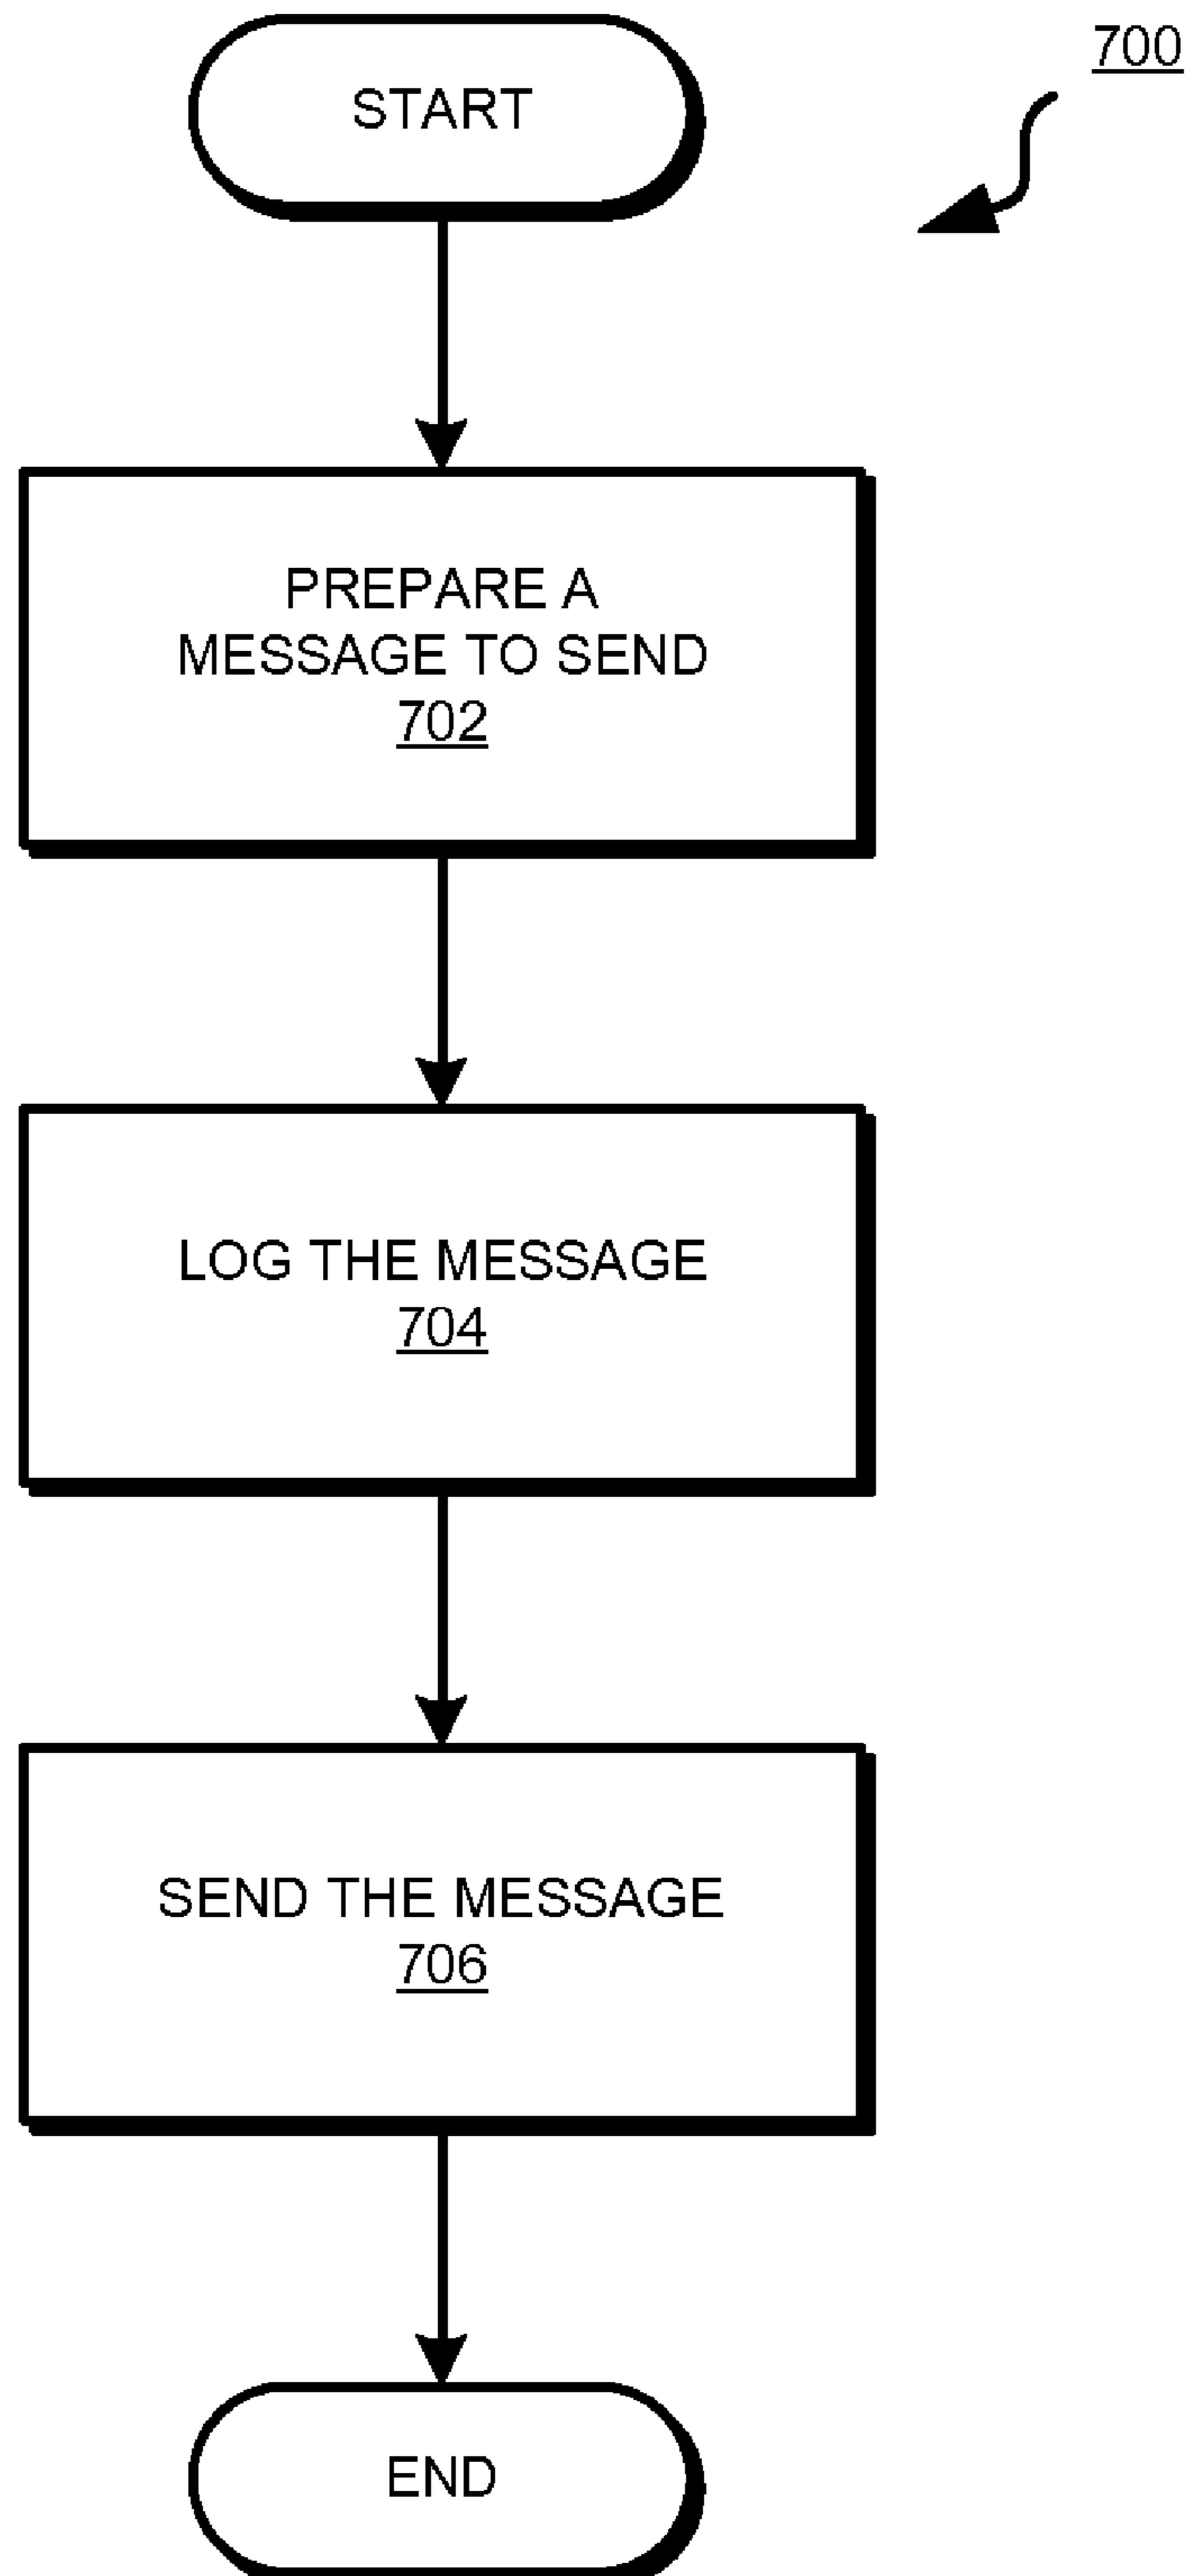 START
700
PREPARE A
MESSAGE TO SEND
702
LOG THE MESSAGE
704
SEND THE MESSAGE
706
END